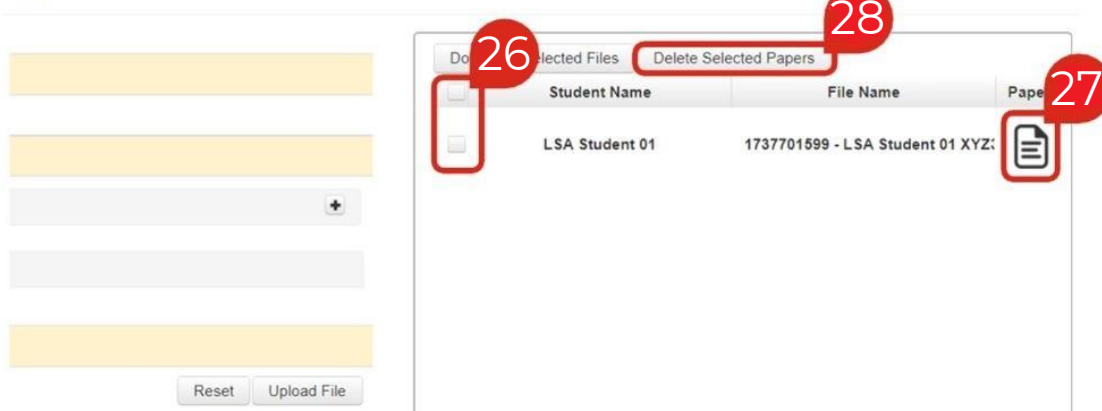 28
26
27
Do lected Files Delete Selected Papers
Student Name File Name Pape
LSA Student 01 1737701599 - LSA Student 01 XYZ
Reset Upload File